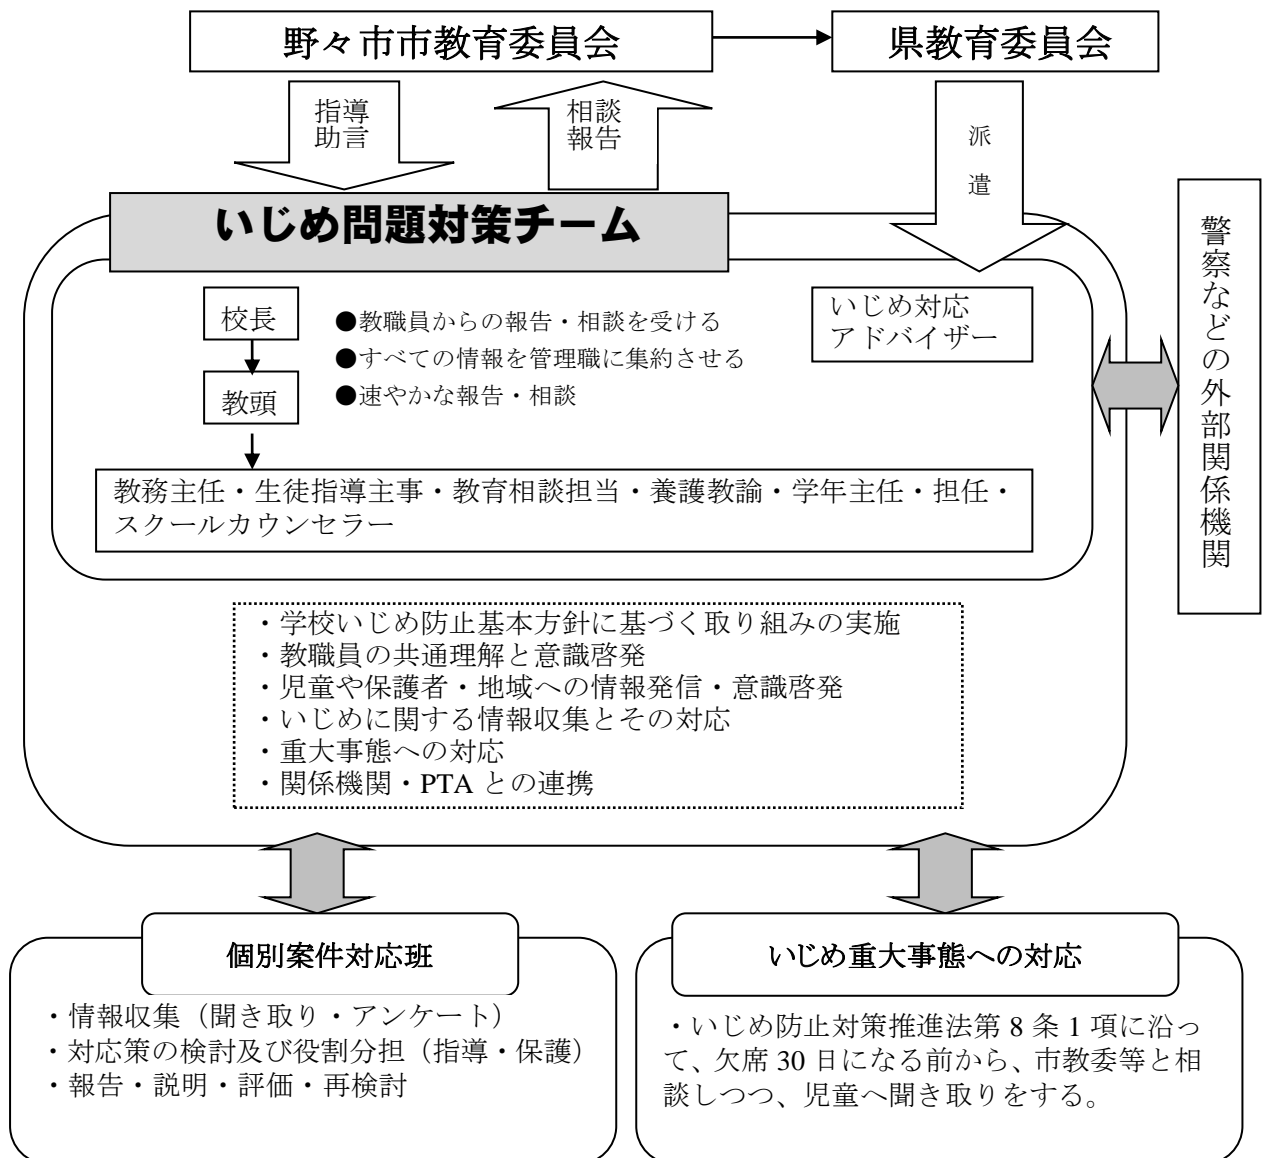 野々市市教育委員会
県教育委員会
指導
助言
相談
報告
派
遣
いじめ問題対策チーム
警察などの外部関係機関
校長
●教職員からの報告・相談を受ける
●すべての情報を管理職に集約させる
●速やかな報告・相談
教頭
いじめ対応
アドバイザー
教務主任・生徒指導主事・教育相談担当・養護教諭・学年主任・担任・
スクールカウンセラー
・学校いじめ防止基本方針に基づく取り組みの実施
・教職員の共通理解と意識啓発
・児童や保護者・地域への情報発信・意識啓発
・いじめに関する情報収集とその対応
・重大事態への対応
・関係機関・PTA との連携
個別案件対応班
・情報収集（聞き取り・アンケート）
・対応策の検討及び役割分担（指導・保護）
・報告・説明・評価・再検討
いじめ重大事態への対応
・いじめ防止対策推進法第 8 条 1 項に沿っ
て、欠席 30 日になる前から、市教委等と相
談しつつ、児童へ聞き取りをする。